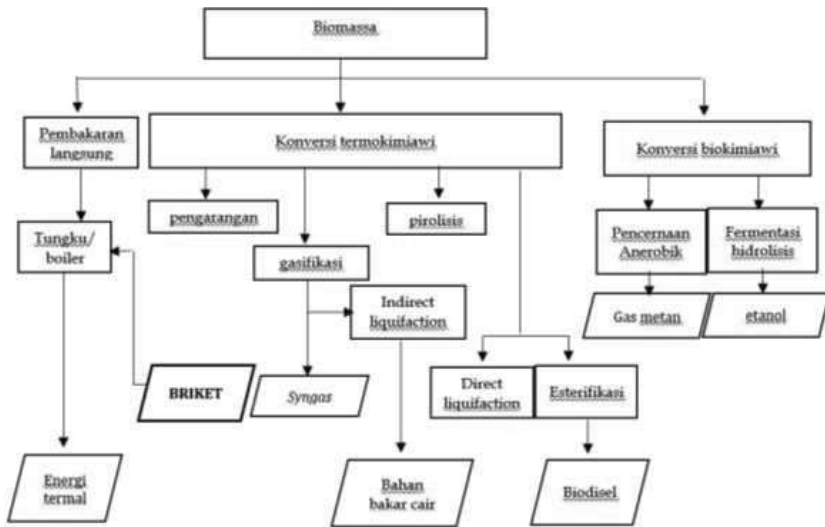 Biomassa
Pembakaran
langsung
Konversi termokimiawi
Konversi biokimiawi
pengarangan
pirolisis
Tungku/
boiler
Pencernaan
Anerobik
Fermentasi
hidrolisis
gasifikasi
Indirect
liquifaction
Gas metan
etanol
BRIKET
Syngas
Direct
liquifaction
Esterifikasi
Energi
termal
Bahan
bakar cair
Biodisel